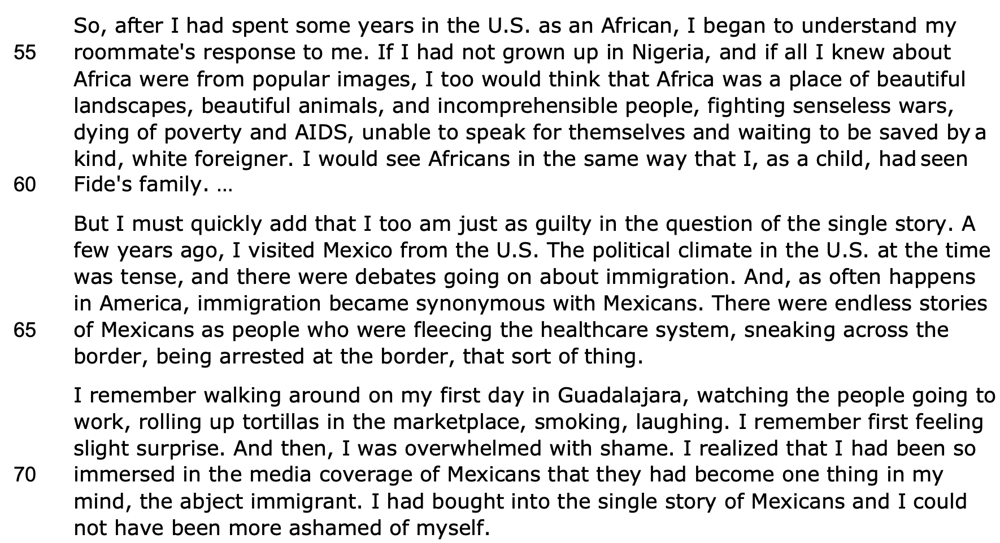 So, after I had spent some years in the U.S. as an African, I began to understand my
55 roommate's response to me. If I had not grown up in Nigeria, and if all I knew about
Africa were from popular images, I too would think that Africa was a place of beautiful
landscapes, beautiful animals, and incomprehensible people, fighting senseless wars,
dying of poverty and AIDS, unable to speak for themselves and waiting to be saved by a
kind, white foreigner. I would see Africans in the same way that I, as a child, had seen
60 Fide's family. ...
But I must quickly add that I too am just as guilty in the question of the single story. A
few years ago, I visited Mexico from the U.S. The political climate in the U.S. at the time
was tense, and there were debates going on about immigration. And, as often happens
in America, immigration became synonymous with Mexicans. There were endless stories
65 of Mexicans as people who were fleecing the healthcare system, sneaking across the
border, being arrested at the border, that sort of thing.
I remember walking around on my first day in Guadalajara, watching the people going to
work, rolling up tortillas in the marketplace, smoking, laughing. I remember first feeling
slight surprise. And then, I was overwhelmed with shame. I realized that I had been so
70 immersed in the media coverage of Mexicans that they had become one thing in my
mind, the abject immigrant. I had bought into the single story of Mexicans and I could
not have been more ashamed of myself.